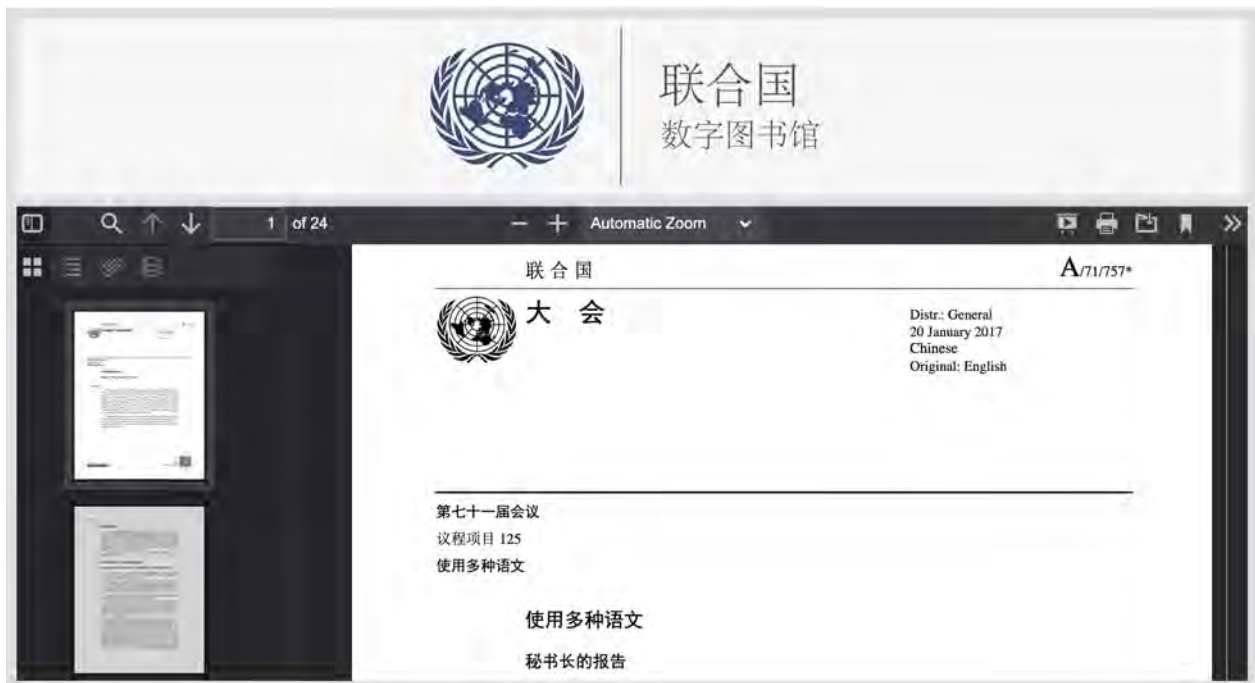 联合国
数字图书馆
1 of 24
Automatic Zoom
联合国
A/71/757*
大 会
Distr.: General
20 January 2017
Chinese
Original: English
第七十一届会议
议程项目 125
使用多种语文
使用多种语文
秘书长的报告